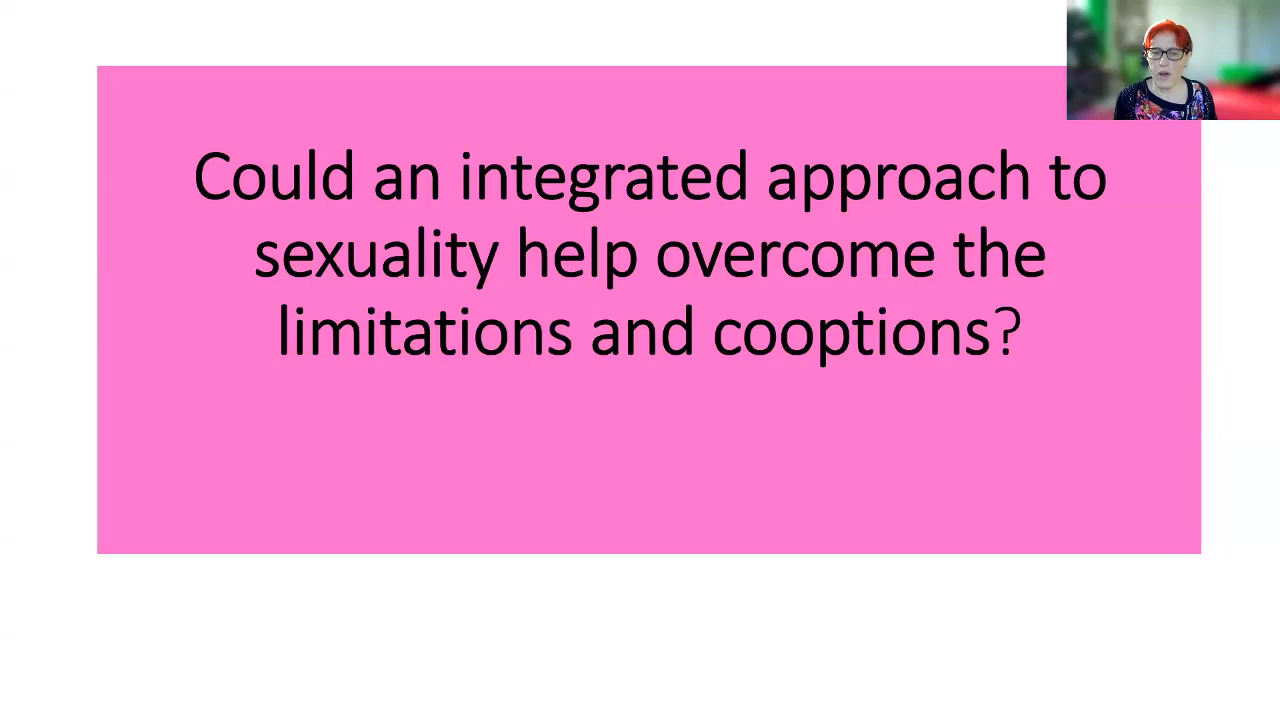 Could an integrated approach to
sexuality help overcome the
limitations and cooptions?